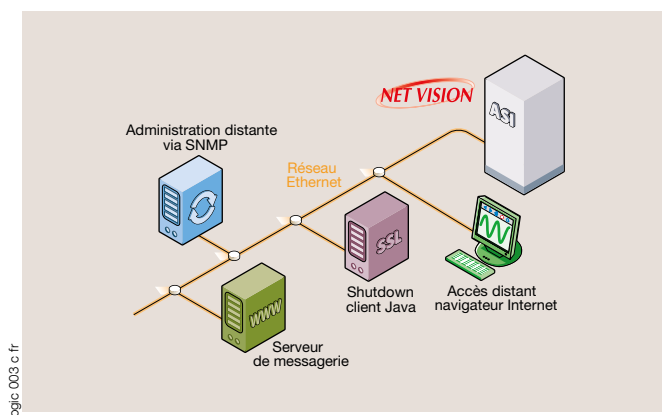 NET VISION
ASI
Administration distante
via SNMP
Réseau
Ethernet
SSL
Shutdown
client Java
Accès distant
navigateur Internet
WWW
Serveur
de messagerie
003 c fr